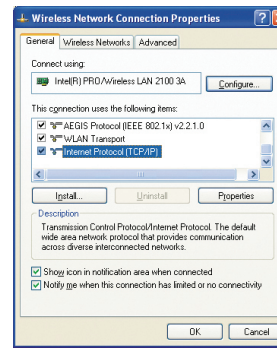 Wireless Network Connection Properties
General Wireless Networks Advanced
Connect using:
Intel(R) PRO/Wireless LAN 2100 3A
Configure...
This connection uses the following items:
AEGIS Protocol (IEEE 802.1x) v2.2.1.0
WLAN Transport
Internet Protocol (TCP/IP)
Install... Uninstall Properties
Description
Transmission Control Protocol/Internet Protocol. The default
wide area network protocol that provides communication
across diverse interconnected networks.
Show icon in notification area when connected
Notify me when this connection has limited or no connectivity
OK Cancel